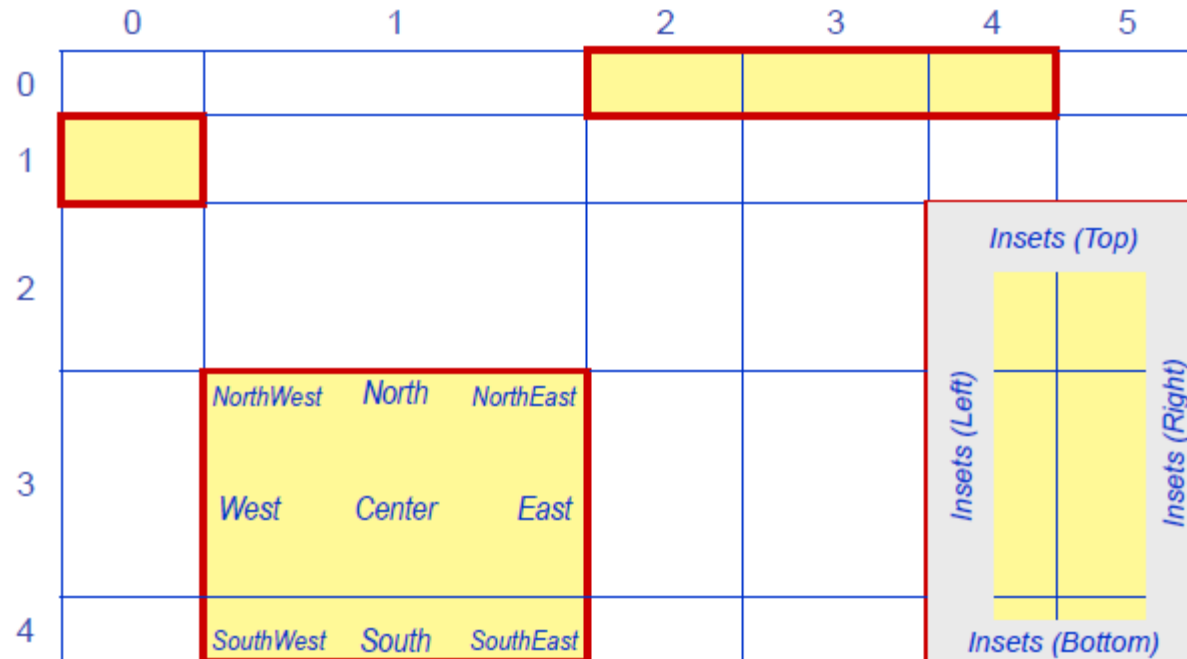 0 1 2 3 4 5
0
1
Insets (Top)
2
NorthWest North NorthEast
Insets (Left)
Insets (Right)
3
West Center East
4
SouthWest South SouthEast
Insets (Bottom)